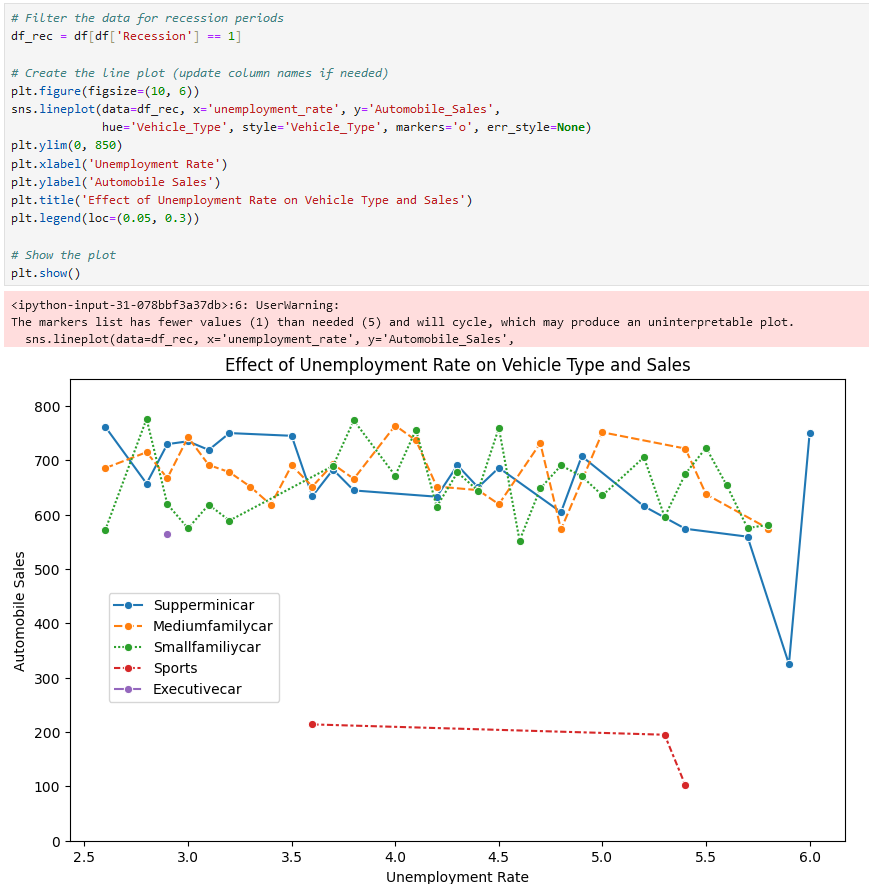 # Filter the data for recession periods
df_rec = df[df['Recession'] == 1]
# Create the line plot (update column names if needed)
plt.figure(figsize=(10, 6))
sns.lineplot(data=df_rec, x='unemployment_rate', y='Automobile_Sales',
hue='Vehicle_Type', style='Vehicle_Type', markers='o', err_style=None)
plt.ylim(0, 850)
plt.xlabel('Unemployment Rate')
plt.ylabel('Automobile Sales')
plt.title('Effect of Unemployment Rate on Vehicle Type and Sales')
plt.legend(loc=(0.05, 0.3))
# Show the plot
plt.show()
<ipython-input-31-078bbf3a37db>:6: UserWarning:
The markers list has fewer values (1) than needed (5) and will cycle, which may produce an uninterpretable plot.
sns.lineplot(data=df_rec, x='unemployment_rate', y='Automobile_Sales',
Effect of Unemployment Rate on Vehicle Type and Sales
800
700
600
500
400
300
200
100
0
Automobile Sales
Supperminicar
Mediumfamilycar
Smallfamiliycar
Sports
Executivecar
2.5 3.0 3.5 4.0 4.5 5.0 5.5 6.0
Unemployment Rate